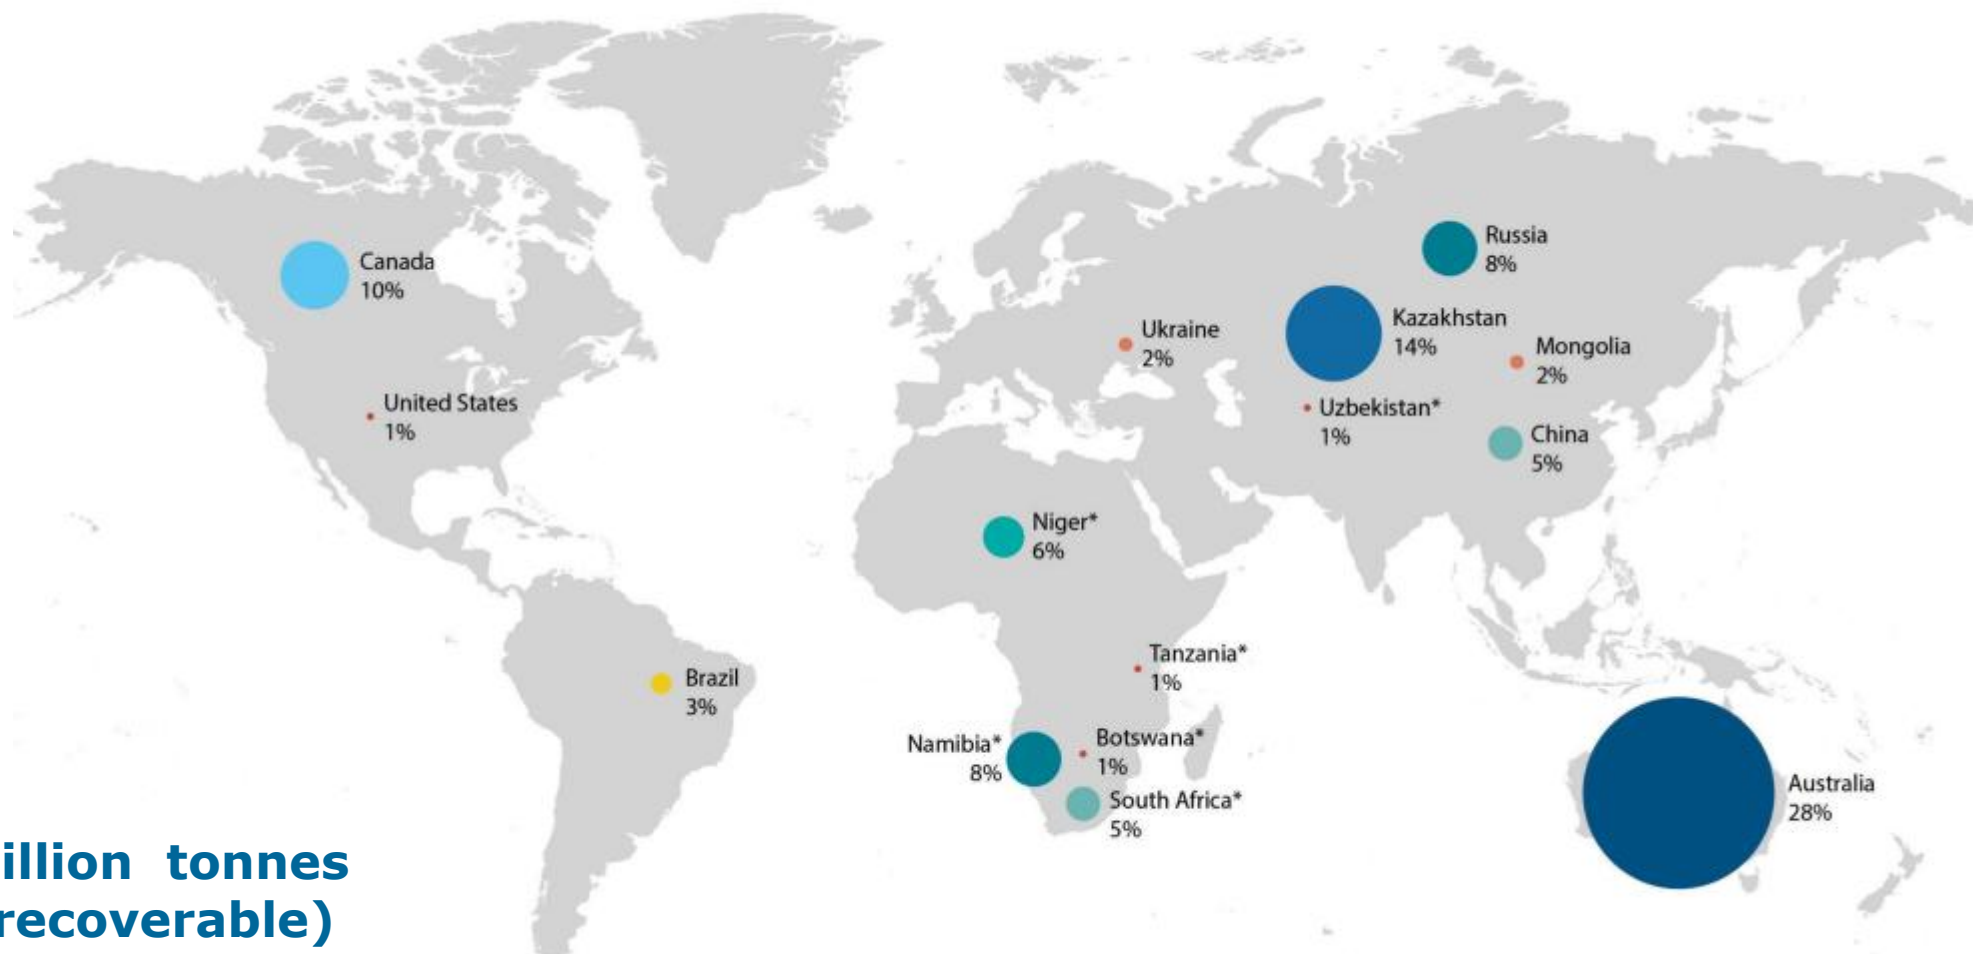 Canada
10%
United States
1%
Brazil
3%
Ukraine
2%
Russia
8%
Kazakhstan
14%
Mongolia
2%
Uzbekistan*
1%
China
5%
Niger*
6%
Tanzania*
1%
Namibia*
8%
Botswana*
1%
South Africa*
5%
Australia
28%
illion tonnes
recoverable)